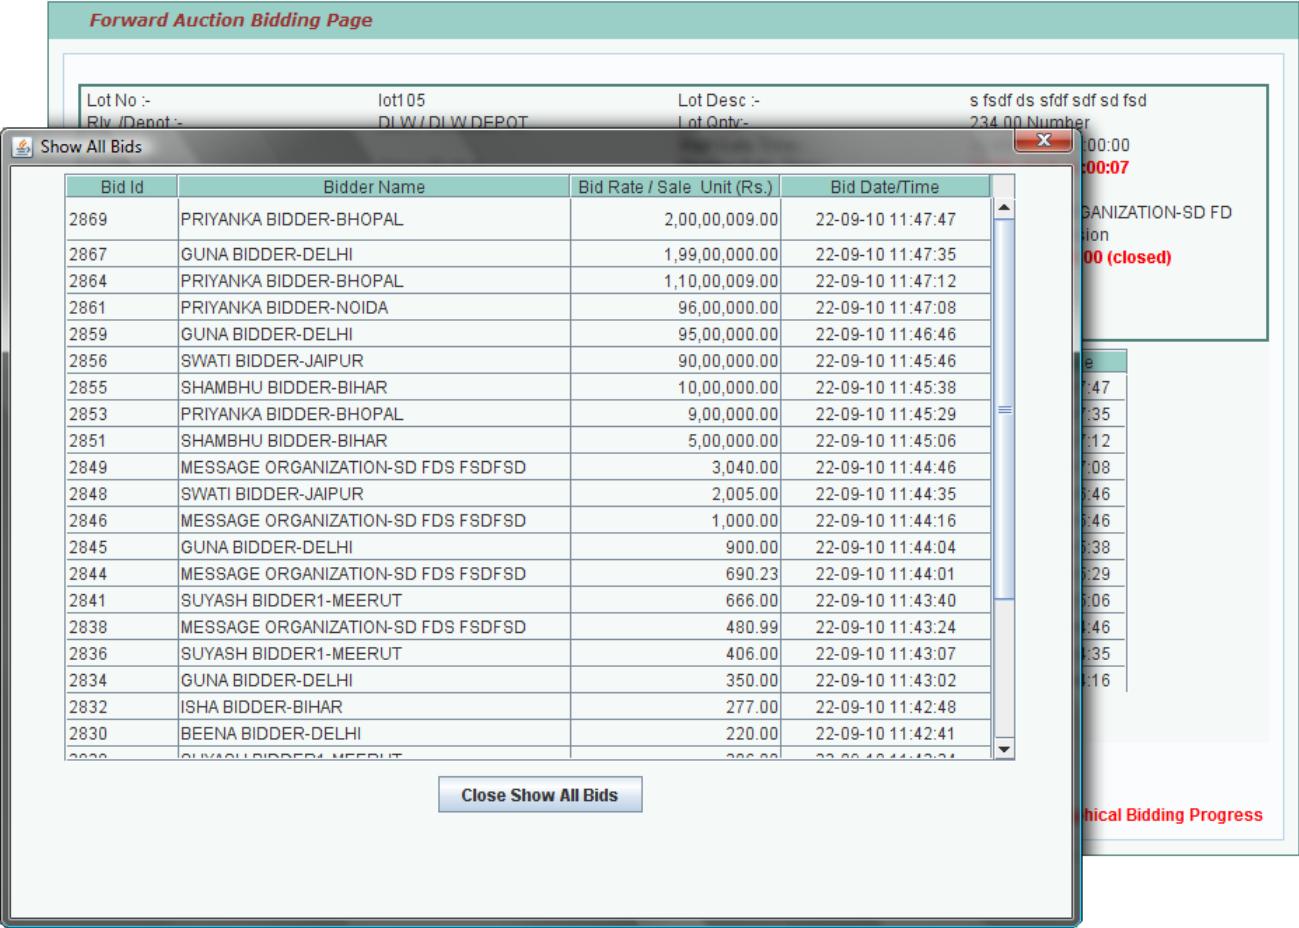 Forward Auction Bidding Page
Lot No :- lot105 Lot Desc :- s fsdf ds sfdf sdf sd fsd
Rly. /Depot :- DLW / DLW DEPOT Lot Qnty:- 234.00 Number
Show All Bids X :00:00
:00:07
Bid Id Bidder Name Bid Rate / Sale Unit (Rs.) Bid Date/Time
2869 PRIYANKA BIDDER-BHOPAL 2,00,00,009.00 22-09-10 11:47:47 GANIZATION-SD FD
sion
2867 GUNA BIDDER-DELHI 1,99,00,000.00 22-09-10 11:47:35 00 (closed)
2864 PRIYANKA BIDDER-BHOPAL 1,10,00,009.00 22-09-10 11:47:12
2861 PRIYANKA BIDDER-NOIDA 96,00,000.00 22-09-10 11:47:08
2859 GUNA BIDDER-DELHI 95,00,000.00 22-09-10 11:46:46
2856 SWATI BIDDER-JAIPUR 90,00,000.00 22-09-10 11:45:46 e
2855 SHAMBHU BIDDER-BIHAR 10,00,000.00 22-09-10 11:45:38 :47
2853 PRIYANKA BIDDER-BHOPAL 9,00,000.00 22-09-10 11:45:29 :35
2851 SHAMBHU BIDDER-BIHAR 5,00,000.00 22-09-10 11:45:06 :12
2849 MESSAGE ORGANIZATION-SD FDS FSDFSD 3,040.00 22-09-10 11:44:46 :08
2848 SWATI BIDDER-JAIPUR 2,005.00 22-09-10 11:44:35 :46
2846 MESSAGE ORGANIZATION-SD FDS FSDFSD 1,000.00 22-09-10 11:44:16 :46
2845 GUNA BIDDER-DELHI 900.00 22-09-10 11:44:04 :38
2844 MESSAGE ORGANIZATION-SD FDS FSDFSD 690.23 22-09-10 11:44:01 :29
2841 SUYASH BIDDER1-MEERUT 666.00 22-09-10 11:43:40 :06
2838 MESSAGE ORGANIZATION-SD FDS FSDFSD 480.99 22-09-10 11:43:24 :46
2836 SUYASH BIDDER1-MEERUT 406.00 22-09-10 11:43:07 :35
2834 GUNA BIDDER-DELHI 350.00 22-09-10 11:43:02 :16
2832 ISHA BIDDER-BIHAR 277.00 22-09-10 11:42:48
2830 BEENA BIDDER-DELHI 220.00 22-09-10 11:42:41
SUYASH BIDDER1-MEERUT
Close Show All Bids
hical Bidding Progress